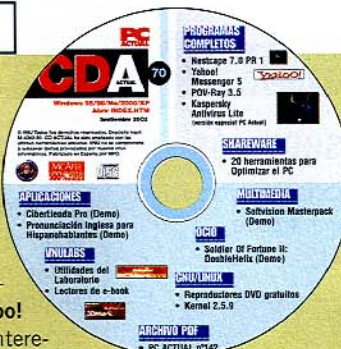 PC
ACTUAL
CDA
ACTUAL
70
Windows 95/98/Me/2000/XP
Abrir INDEX.HTM
Septiembre 2002
PROGRAMAS
COMPLETOS
• Netscape 7.0 PR 1
• Yahoo!
Messenger 5
• POV-Ray 3.5
• Kaspersky
Antivirus Lite
(versión especial PC Actual)
YAHOO!
SHAREWARE
• 20 herramientas para
Optimizar el PC
MULTIMEDIA
• Softvision Masterpack
(Demo)
OCIO
• Soldier Of Fortune II:
DoubleHelix (Demo)
GNU/LINUX
• Reproductores DVD gratuitos
• Kernel 2.5.9
ARCHIVO PDF
• PC ACTUAL nº142
APLICACIONES
• Cibertienda Pro (Demo)
• Pronunciación Inglesa para
Hispanohablantes (Demo)
VNULABS
• Utilidades del
Laboratorio
• Lectores de e-book
oo!
ntere-